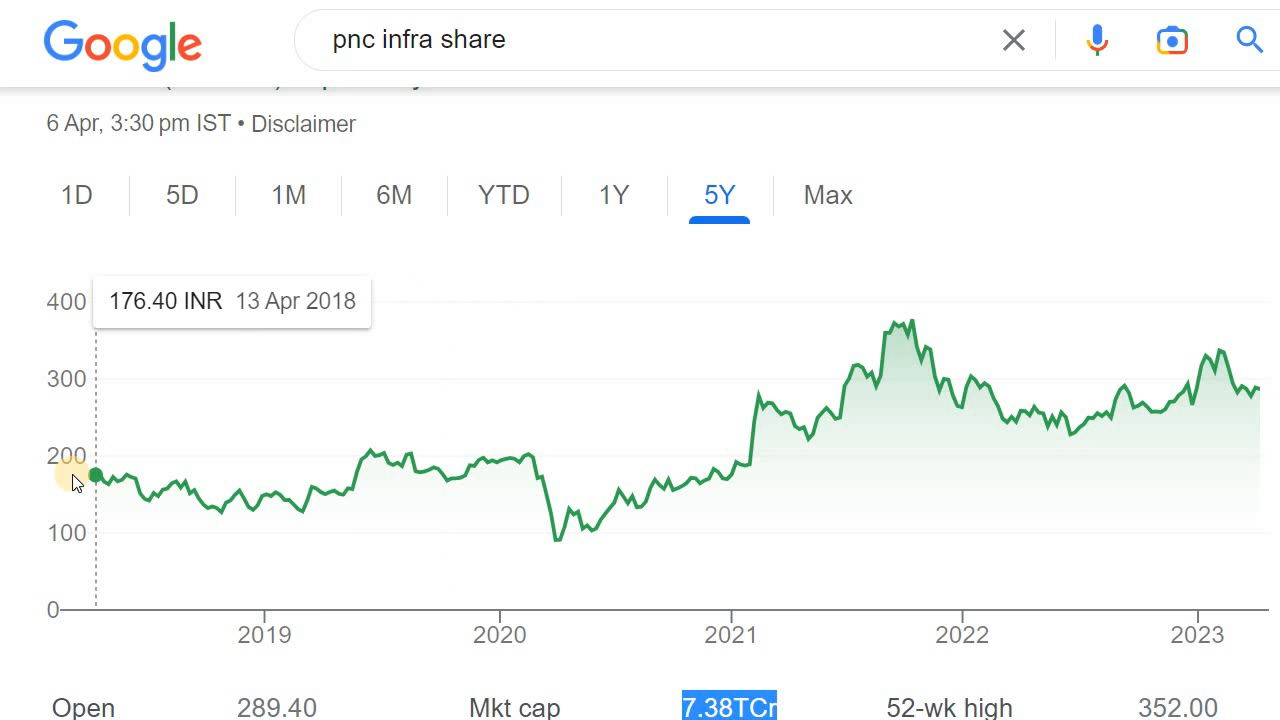 Google
pnc infra share
6 Apr, 3:30 pm IST • Disclaimer
1D 5D 1M 6M YTD 1Y 5Y Max
176.40 INR 13 Apr 2018
400
300
200
100
0
2019 2020 2021 2022 2023
Open 289.40 Mkt cap 7.38TCr 52-wk high 352.00